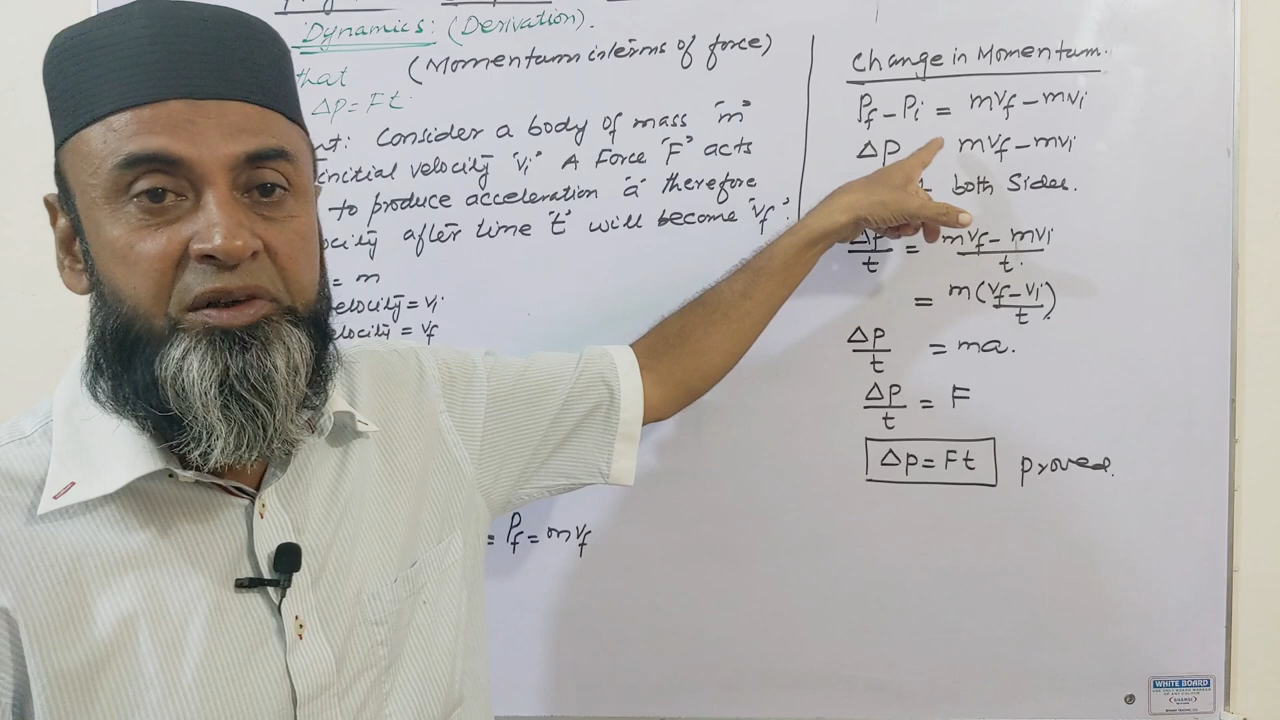 Dynamics: (Derivation).
that (Momentum in terms of force)
Δp = Ft.
Consider a body of mass "m"
initial velocity "vi" A Force "F" acts
to produce acceleration "a" therefore
after time "t" will become "vf".
= m
elocity = vi
elocity = vf
= Pf = mvf
Change in Momentum.
Pf - Pi = mvf - mvi
ΔP mvf - mvi
both Sides.
Δp/t = mvf - mvi/t.
= m(vf - vi/t).
Δp/t = ma.
Δp/t = F
Δp = Ft proved.
WHITE BOARD